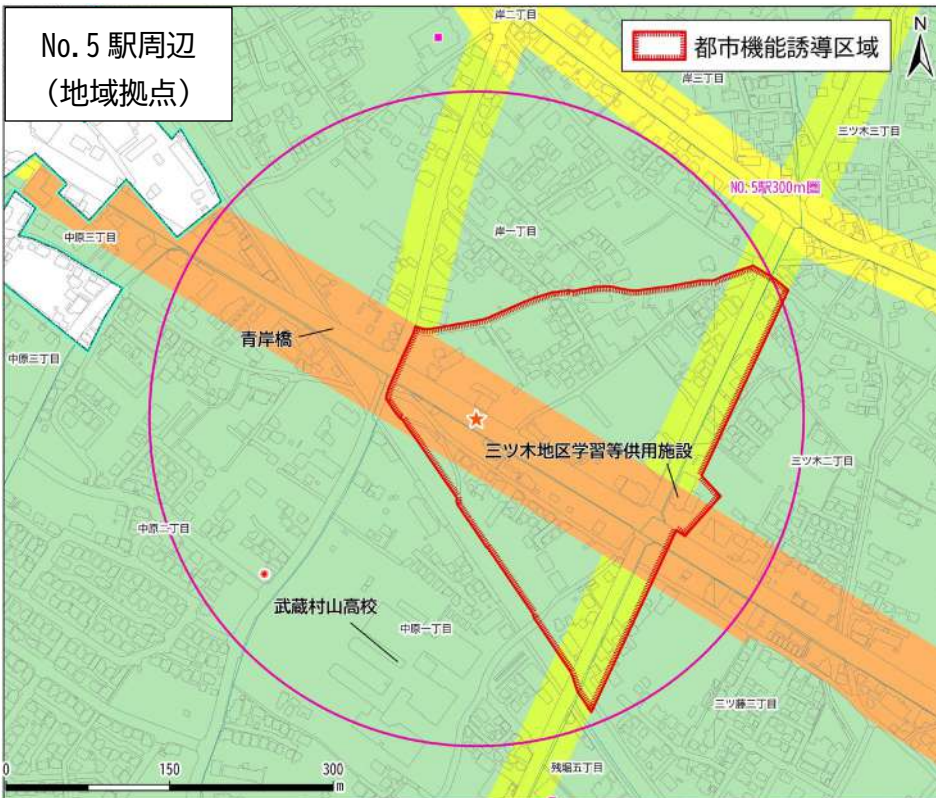 No.5 駅周辺
（地域拠点）
都市機能誘導区域
N
岸二丁目
岸三丁目
三ツ木三丁目
NO.5駅300m圏
中原三丁目
岸一丁目
青岸橋
中原三丁目
三ツ木地区学習等供用施設
三ツ木二丁目
中原二丁目
武蔵村山高校
中原一丁目
三ツ藤三丁目
残堀五丁目
0 150 300
m